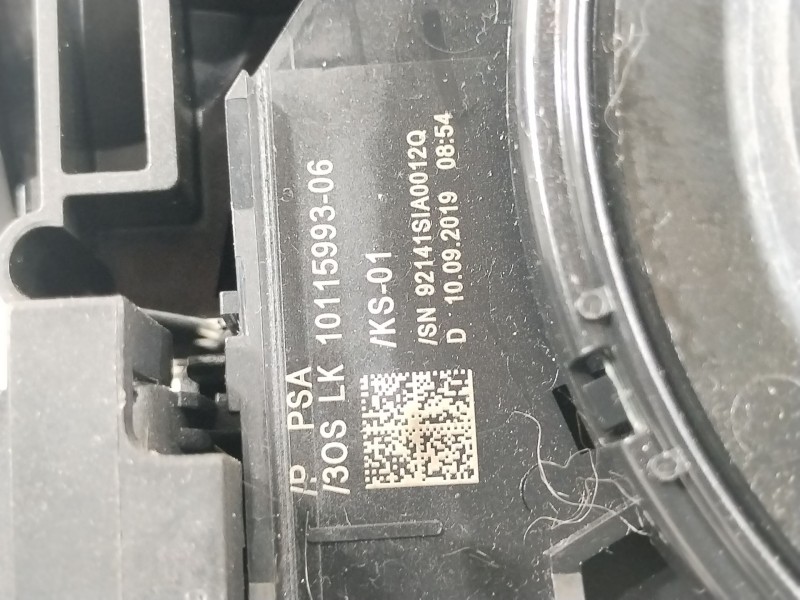 /P PSA
/3OS LK 10115993-06
/KS-01
/SN 92141SIA0012Q
D 10.09.2019 08:54